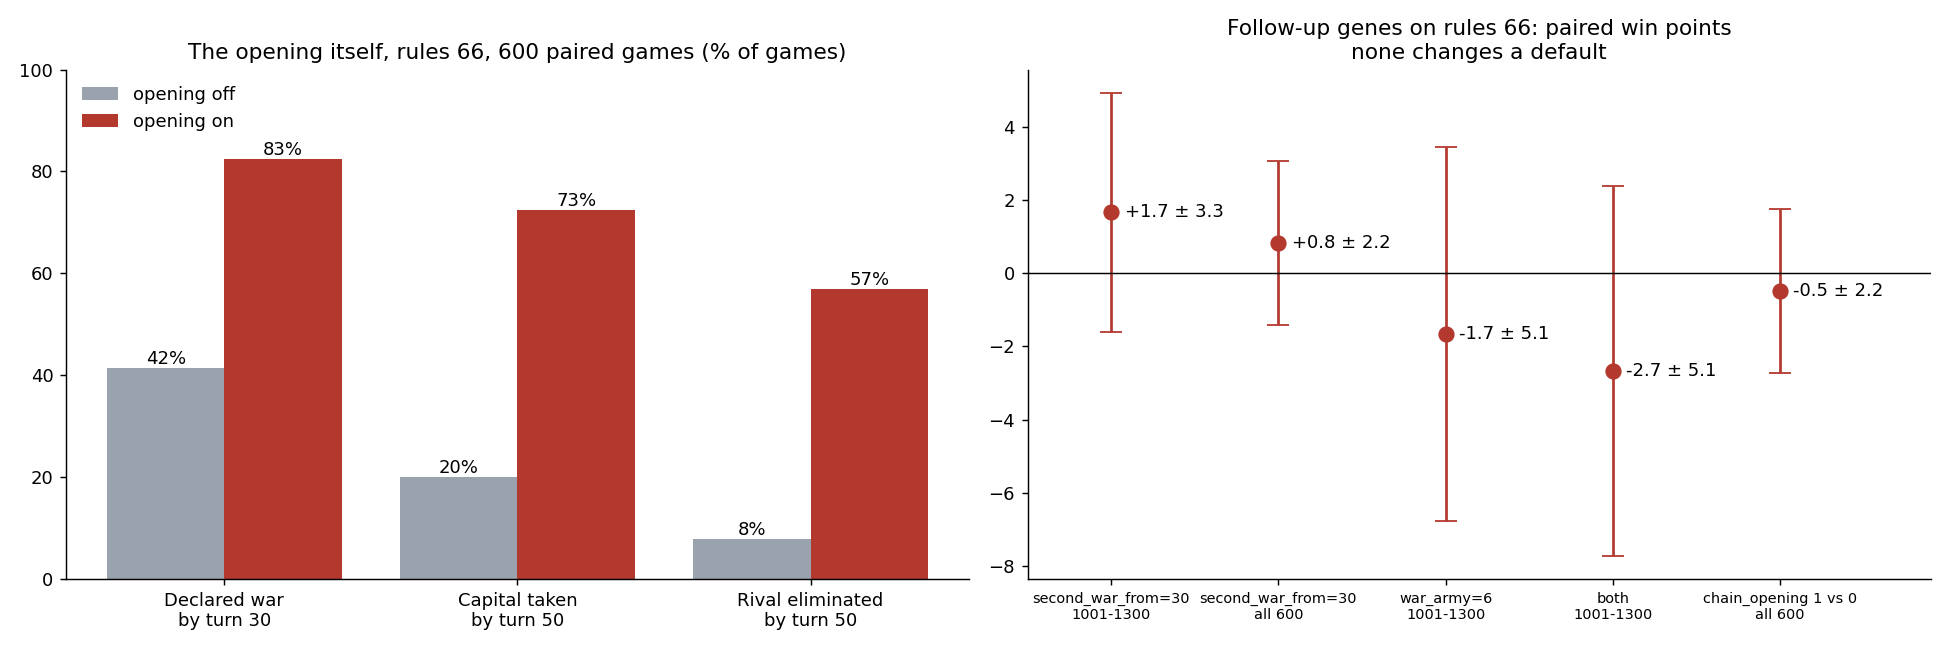 The opening itself, rules 66, 600 paired games (% of games)
100
80
60
40
20
0
opening off
opening on
42%
83%
20%
73%
8%
57%
Declared war
by turn 30
Capital taken
by turn 50
Rival eliminated
by turn 50
Follow-up genes on rules 66: paired win points
none changes a default
4
2
0
−2
−4
−6
−8
+1.7 ± 3.3
+0.8 ± 2.2
-1.7 ± 5.1
-2.7 ± 5.1
-0.5 ± 2.2
second_war_from=30
1001-1300
second_war_from=30
all 600
war_army=6
1001-1300
both
1001-1300
chain_opening 1 vs 0
all 600